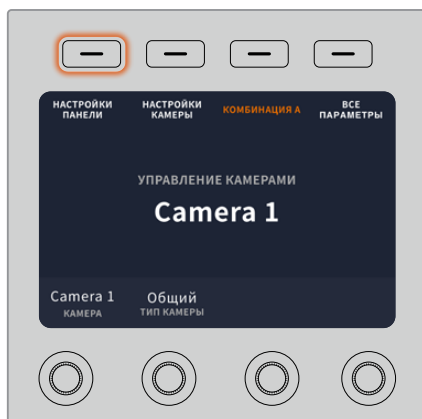 НАСТРОЙКИ ПАНЕЛИ
НАСТРОЙКИ КАМЕРЫ
КОМБИНАЦИЯ A
ВСЕ ПАРАМЕТРЫ
УПРАВЛЕНИЕ КАМЕРАМИ
Camera 1
Camera 1
КАМЕРА
Общий
ТИП КАМЕРЫ